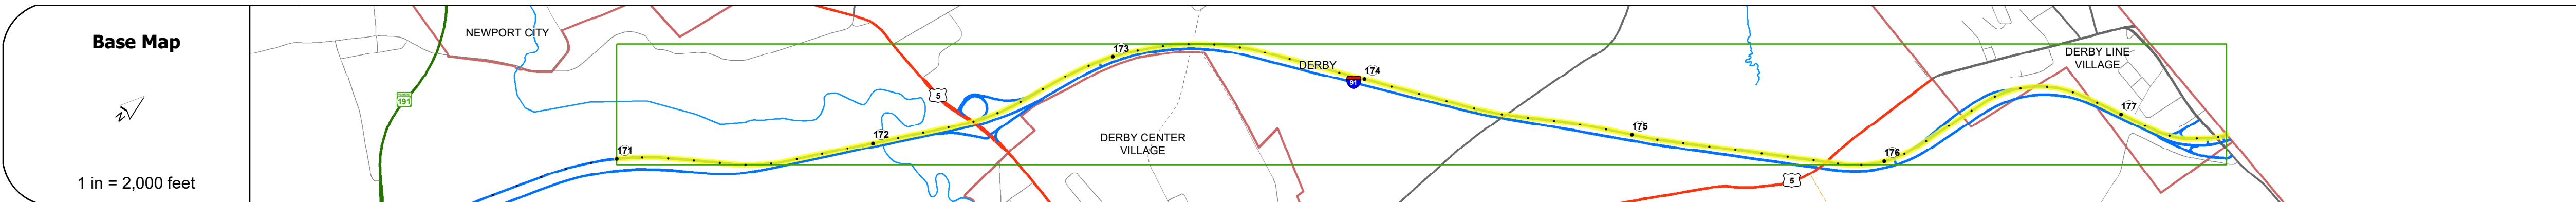 Base Map
N
1 in = 2,000 feet
191
NEWPORT CITY
171
172
5
173
DERBY CENTER
VILLAGE
DERBY
91
174
175
5
176
DERBY LINE
VILLAGE
177